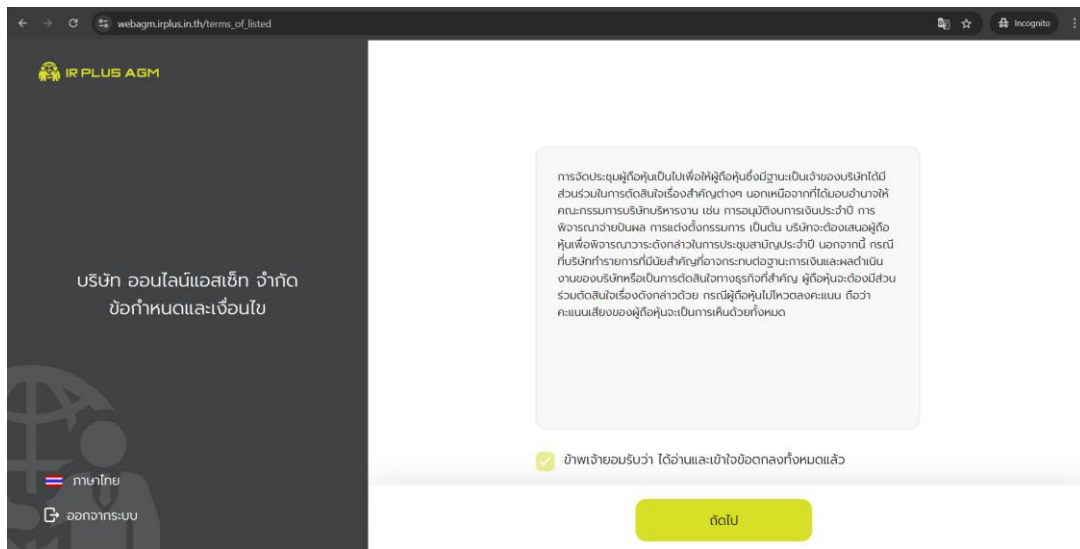 webagm.irplus.in.th/terms_of_listed
Incognito
IR PLUS AGM
บริษัท ออนไลน์แอสเซ็ท จำกัด
ข้อกำหนดและเงื่อนไข
ภาษาไทย
ออกจากระบบ
การจัดประชุมผู้ถือหุ้นเป็นไปเพื่อให้ผู้ถือหุ้นซึ่งมีฐานะเป็นเจ้าของบริษัทได้มี
ส่วนร่วมในการตัดสินใจเรื่องสำคัญต่างๆ นอกเหนือจากที่ได้มอบอำนาจให้
คณะกรรมการบริษัทบริหารงาน เช่น การอนุมัติงบการเงินประจำปี การ
พิจารณาจ่ายปันผล การแต่งตั้งกรรมการ เป็นต้น บริษัทจะต้องเสนอผู้ถือ
หุ้นเพื่อพิจารณาวาระดังกล่าวในการประชุมสามัญประจำปี นอกจากนี้ กรณี
ที่บริษัททำรายการที่มีนัยสำคัญที่อาจกระทบต่อฐานะการเงินและผลดำเนิน
งานของบริษัทหรือเป็นการตัดสินใจทางธุรกิจที่สำคัญ ผู้ถือหุ้นจะต้องมีส่วน
ร่วมตัดสินใจเรื่องดังกล่าวด้วย กรณีผู้ถือหุ้นไม่โหวตลงคะแนน ถือว่า
คะแนนเสียงของผู้ถือหุ้นจะเป็นการเห็นด้วยทั้งหมด
ข้าพเจ้ายอมรับว่า ได้อ่านและเข้าใจข้อตกลงทั้งหมดแล้ว
ถัดไป